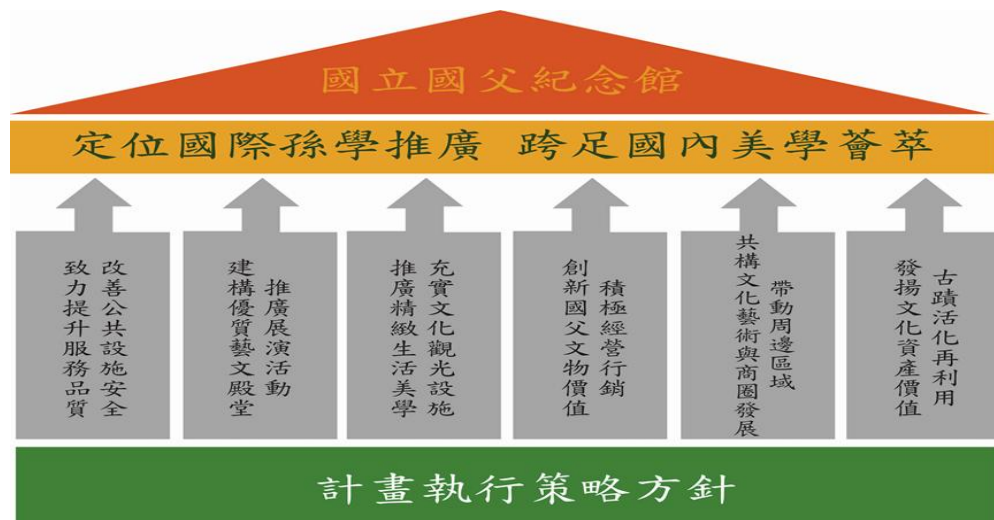 國立國父紀念館
定位國際孫學推廣 跨足國內美學薈萃
改善公共設施安全
致力提升服務品質
推廣展演活動
建構優質藝文殿堂
充實文化觀光設施
推廣精緻生活美學
積極經營行銷
創新國父文物價值
帶動周邊區域
共構文化藝術與商圈發展
古蹟活化再利用
發揚文化資產價值
計畫執行策略方針